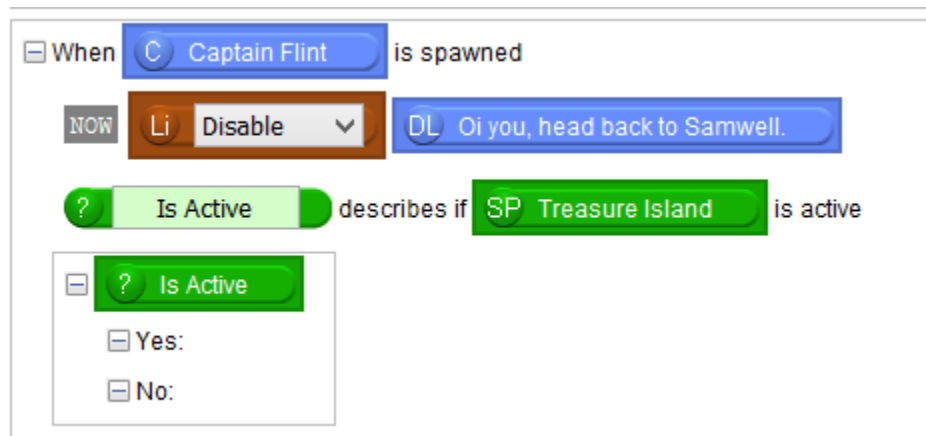 When C Captain Flint is spawned
NOW Li Disable DL Oi you, head back to Samwell.
? Is Active describes if SP Treasure Island is active
? Is Active
Yes:
No: